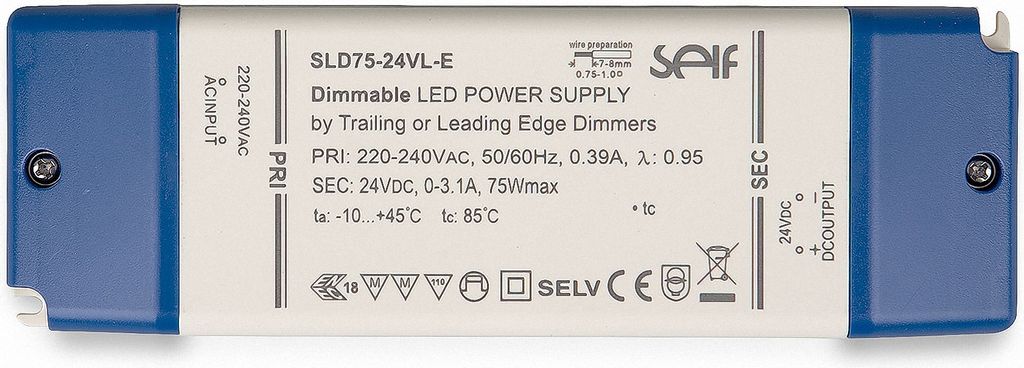 220-240VAC
ACINPUT
PRI
SLD75-24VL-E
Dimmable LED POWER SUPPLY
by Trailing or Leading Edge Dimmers
PRI: 220-240VAC, 50/60Hz, 0.39A, λ: 0.95
SEC: 24VDC, 0-3.1A, 75Wmax
ta: -10...+45°C tc: 85°C
• tc
wire preparation
7-8mm
0.75-1.0
self
18 M M 110 SELV CE
SEC
24VDC
− +
DCOUTPUT